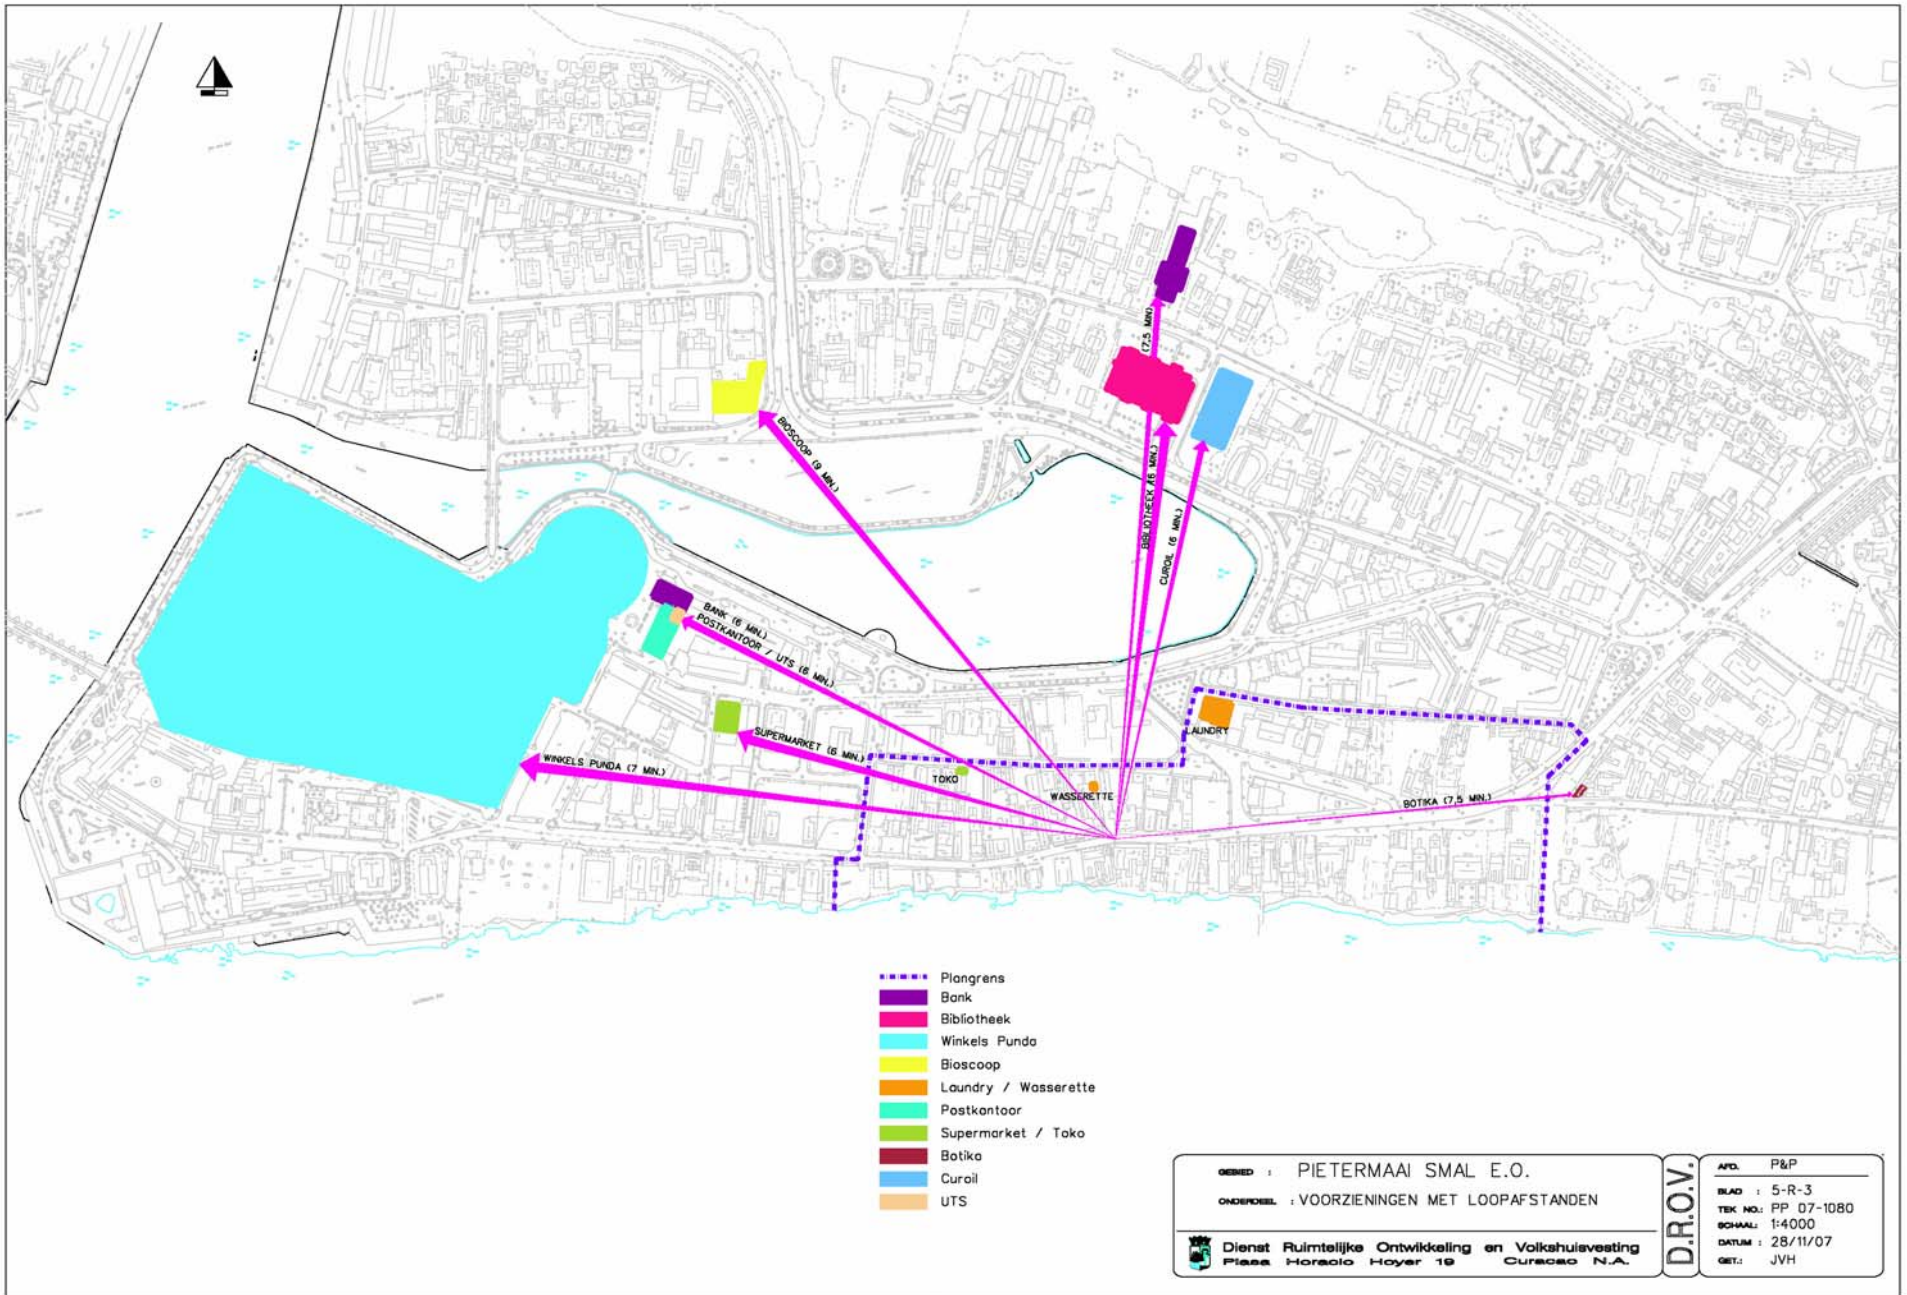 (7,5 MIN)
BIOSCOOP (9 MIN.)
BIBLIOTHEEK (6 MIN.)
CUROIL (6 MIN.)
BANK (6 MIN.)
POSTKANTOOR / UTS (6 MIN.)
SUPERMARKET (6 MIN.)
WINKELS PUNDA (7 MIN.)
LAUNDRY
TOKO
WASSERETTE
BOTIKA (7,5 MIN.)
Plangrens
Bank
Bibliotheek
Winkels Punda
Bioscoop
Laundry / Wasserette
Postkantoor
Supermarket / Toko
Botika
Curoil
UTS
GEBIED : PIETERMAAI SMAL E.O.
ONDERDEEL : VOORZIENINGEN MET LOOPAFSTANDEN
Dienst Ruimtelijke Ontwikkeling en Volkshuisvesting
Plasa Horacio Hoyer 19 Curacao N.A.
D.R.O.V.
AFD. P&P
BLAD : 5-R-3
TEK NO.: PP 07-1080
SCHAAL: 1:4000
DATUM : 28/11/07
GET.: JVH